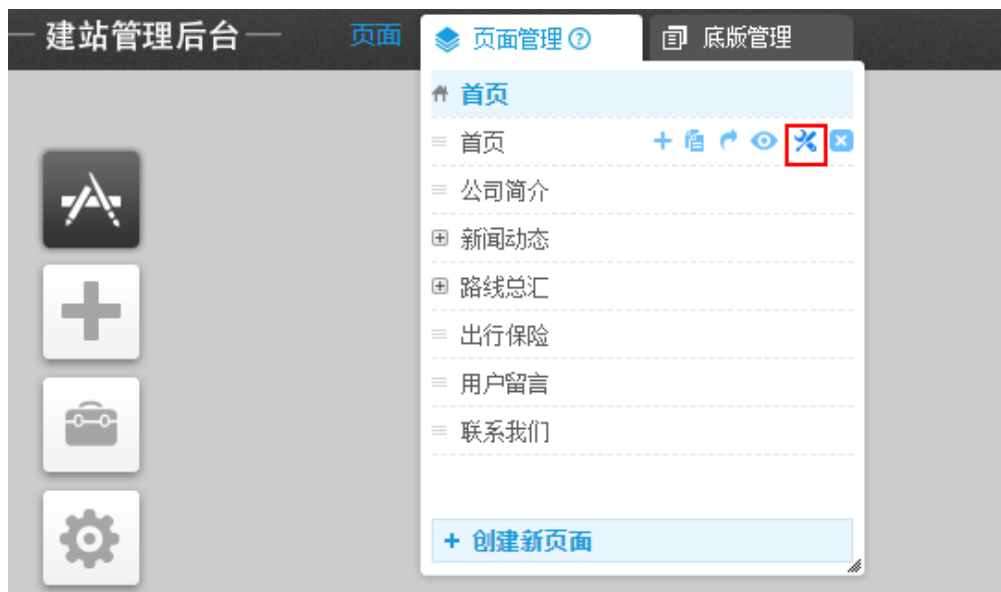 建站管理后台
页面
页面管理
底版管理
首页
首页
公司简介
新闻动态
路线总汇
出行保险
用户留言
联系我们
+ 创建新页面